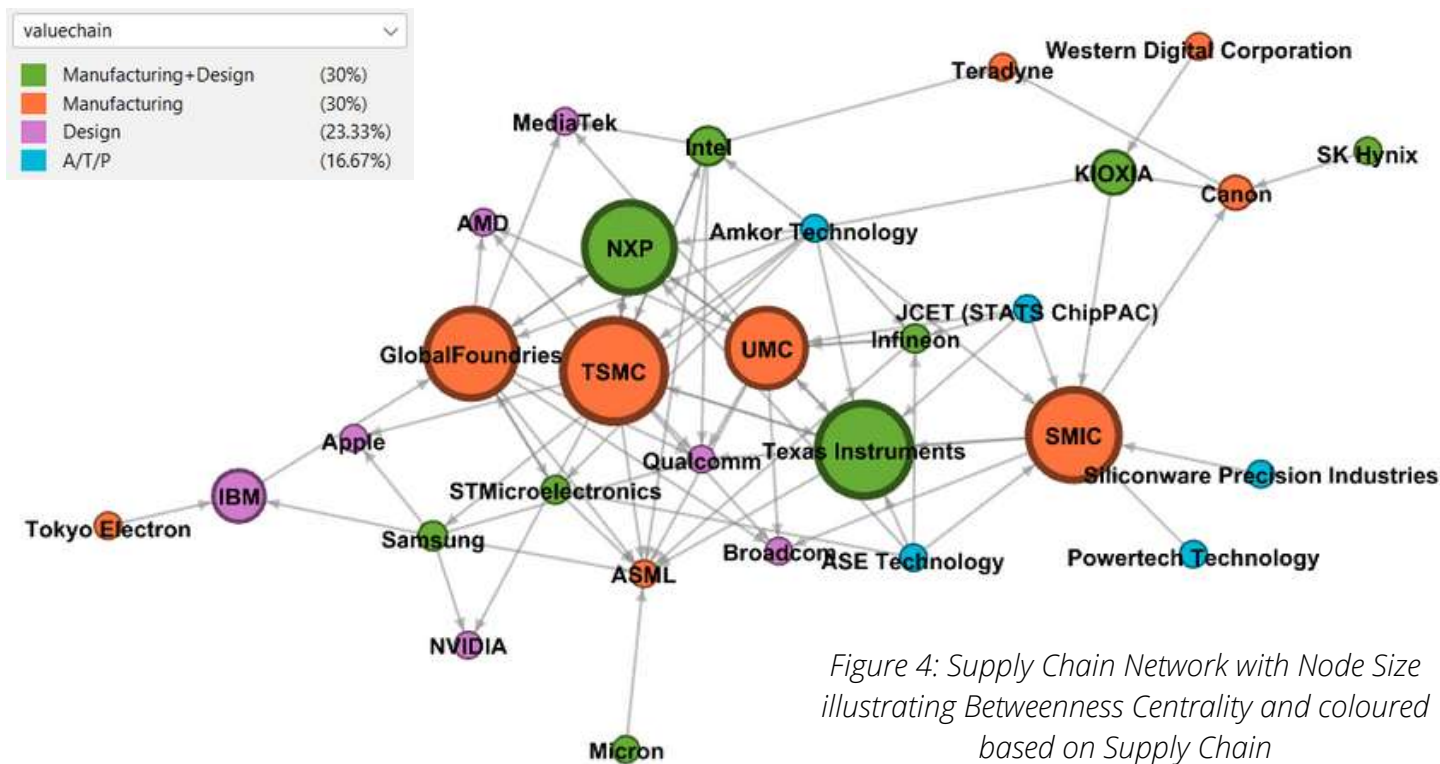 valuechain
Manufacturing+Design (30%)
Manufacturing (30%)
Design (23.33%)
A/T/P (16.67%)
Western Digital Corporation
Teradyne
MediaTek
Intel
SK Hynix
KIOXIA
Canon
AMD
Amkor Technology
NXP
JCET (STATS ChipPAC)
Infineon
UMC
GlobalFoundries
TSMC
Apple
SMIC
Texas Instruments
Qualcomm
Siliconware Precision Industries
STMicroelectronics
IBM
Tokyo Electron
Samsung
Broadcom
ASE Technology
Powertech Technology
ASML
NVIDIA
Micron
Figure 4: Supply Chain Network with Node Size
illustrating Betweenness Centrality and coloured
based on Supply Chain